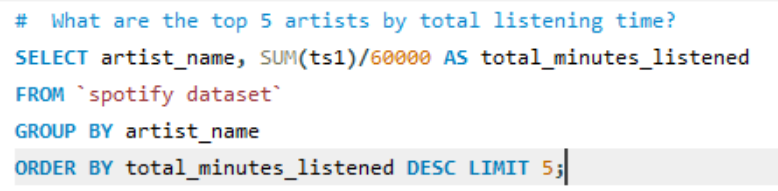 #  What are the top 5 artists by total listening time?
SELECT artist_name, SUM(ts1)/60000 AS total_minutes_listened
FROM `spotify dataset`
GROUP BY artist_name
ORDER BY total_minutes_listened DESC LIMIT 5;